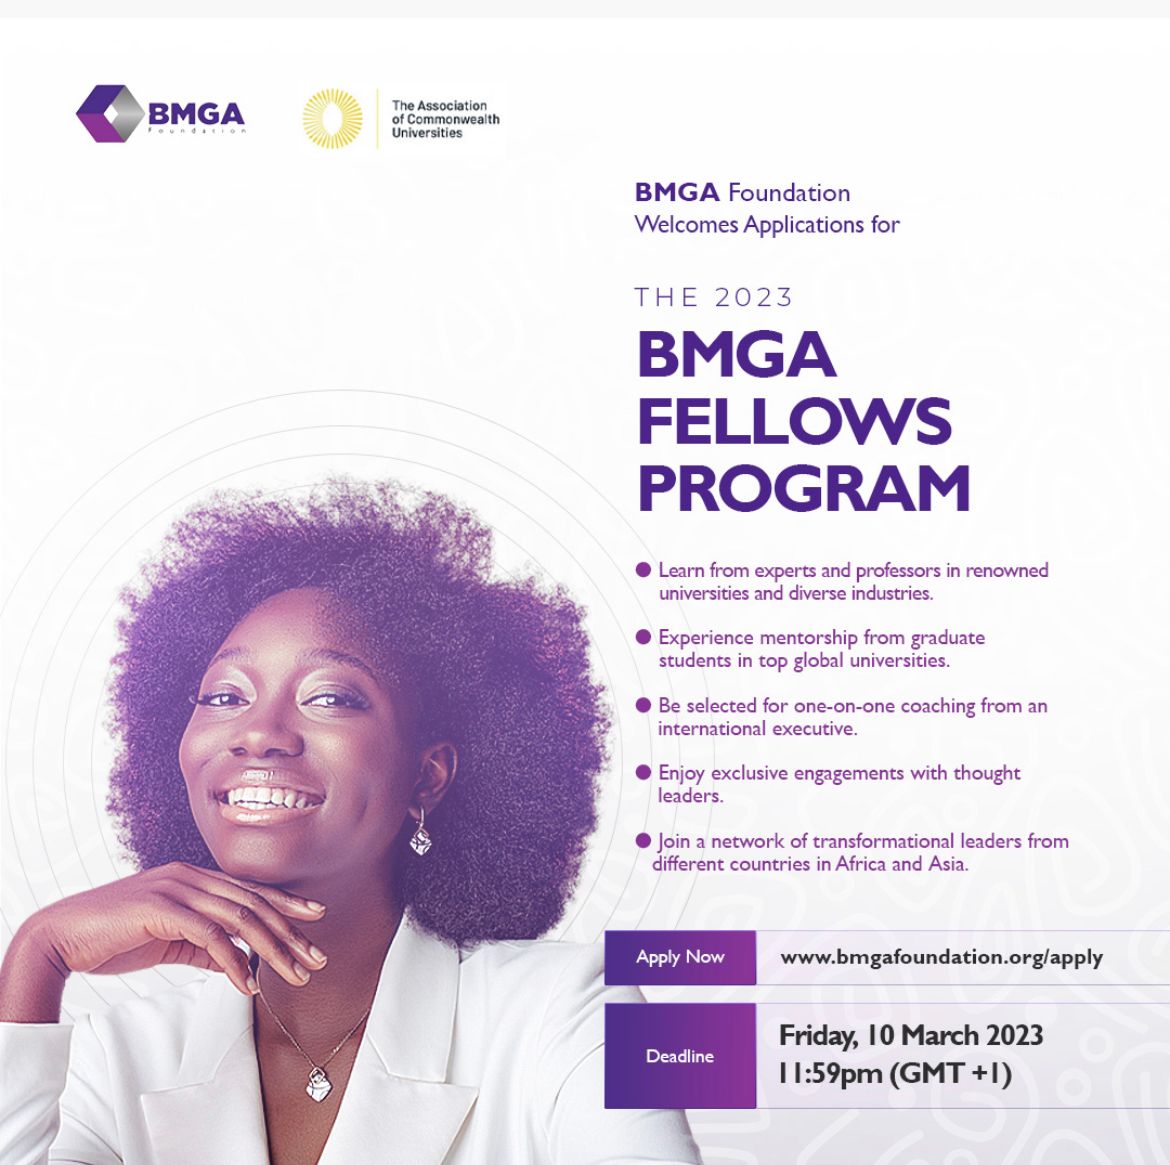 BMGA
Foundation
The Association
of Commonwealth
Universities
BMGA Foundation
Welcomes Applications for
THE 2023
BMGA
FELLOWS
PROGRAM
● Learn from experts and professors in renowned
universities and diverse industries.
● Experience mentorship from graduate
students in top global universities.
● Be selected for one-on-one coaching from an
international executive.
● Enjoy exclusive engagements with thought
leaders.
● Join a network of transformational leaders from
different countries in Africa and Asia.
Apply Now www.bmgafoundation.org/apply
Deadline
Friday, 10 March 2023
11:59pm (GMT +1)